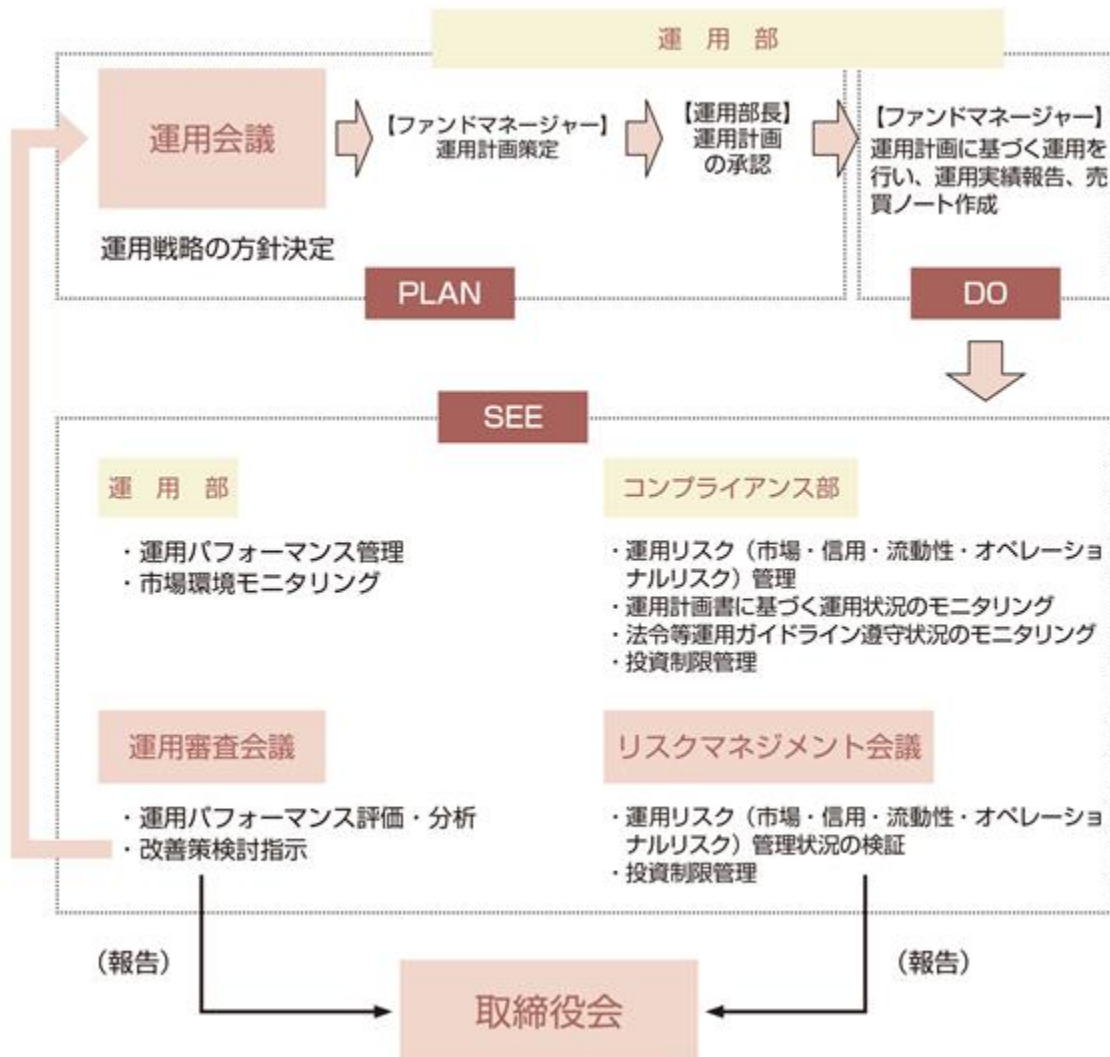 運用部
運用会議
運用戦略の方針決定
【ファンドマネージャー】
運用計画策定
【運用部長】
運用計画
の承認
【ファンドマネージャー】
運用計画に基づく運用を
行い、運用実績報告、売
買ノート作成
PLAN
DO
SEE
運用部
・運用パフォーマンス管理
・市場環境モニタリング
コンプライアンス部
・運用リスク（市場・信用・流動性・オペレーショ
ナルリスク）管理
・運用計画書に基づく運用状況のモニタリング
・法令等運用ガイドライン遵守状況のモニタリング
・投資制限管理
運用審査会議
・運用パフォーマンス評価・分析
・改善策検討指示
リスクマネジメント会議
・運用リスク（市場・信用・流動性・オペレーショ
ナルリスク）管理状況の検証
・投資制限管理
（報告）
（報告）
取締役会